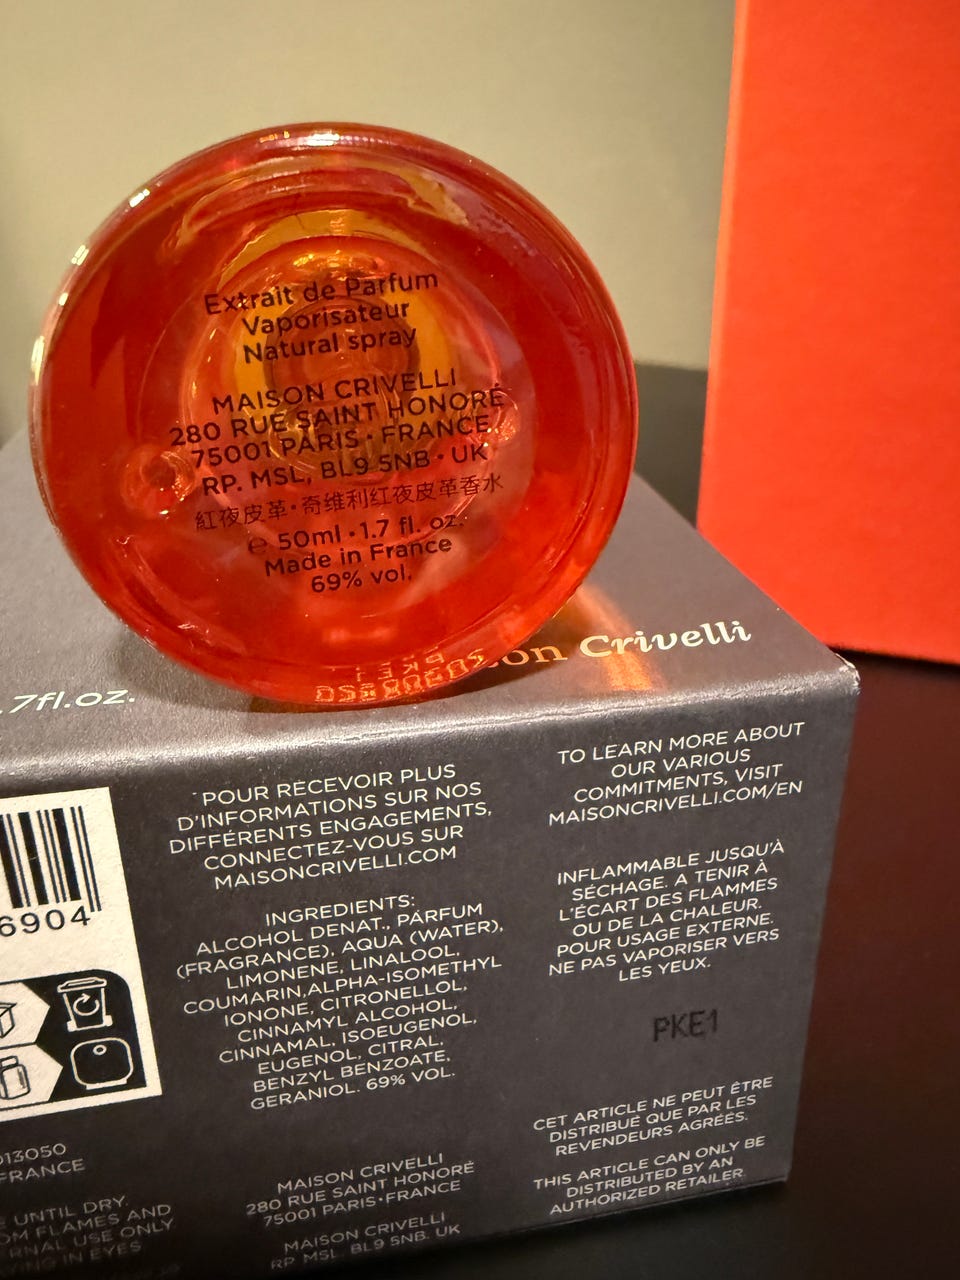 Extrait de Parfum
Vaporisateur
Natural spray
MAISON CRIVELLI
280 RUE SAINT HONORÉ
75001 PARIS • FRANCE
RP. MSL, BL9 5NB • UK
紅夜皮革 • 奇维利红夜皮革香水
e 50ml • 1.7 fl. oz.
Made in France
69% vol.
PKE1
Crivelli
.7fl.oz.
POUR RECEVOIR PLUS
D'INFORMATIONS SUR NOS
DIFFÉRENTS ENGAGEMENTS,
CONNECTEZ-VOUS SUR
MAISONCRIVELLI.COM
INGREDIENTS:
ALCOHOL DENAT., PARFUM
(FRAGRANCE), AQUA (WATER),
LIMONENE, LINALOOL,
COUMARIN,ALPHA-ISOMETHYL
IONONE, CITRONELLOL,
CINNAMYL ALCOHOL,
CINNAMAL, ISOEUGENOL,
EUGENOL, CITRAL,
BENZYL BENZOATE,
GERANIOL. 69% VOL.
MAISON CRIVELLI
280 RUE SAINT HONORÉ
75001 PARIS•FRANCE
MAISON CRIVELLI
RP. MSL. BL9 5NB. UK
TO LEARN MORE ABOUT
OUR VARIOUS
COMMITMENTS, VISIT
MAISONCRIVELLI.COM/EN
INFLAMMABLE JUSQU'À
SÉCHAGE. A TENIR À
L'ÉCART DES FLAMMES
OU DE LA CHALEUR.
POUR USAGE EXTERNE.
NE PAS VAPORISER VERS
LES YEUX.
PKE1
CET ARTICLE NE PEUT ÊTRE
DISTRIBUÉ QUE PAR LES
REVENDEURS AGRÉÉS.
THIS ARTICLE CAN ONLY BE
DISTRIBUTED BY AN
AUTHORIZED RETAILER.
6904
013050
FRANCE
UNTIL DRY.
FLAMES AND
USE ONLY
IN EYES